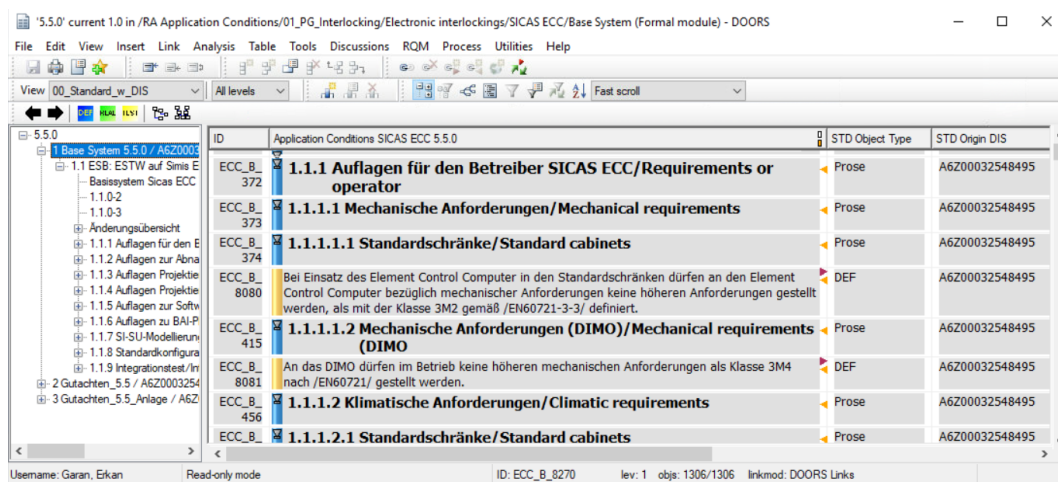 '5.5.0' current 1.0 in /RA Application Conditions/01_PG_Interlocking/Electronic interlockings/SICAS ECC/Base System (Formal module) - DOORS
File Edit View Insert Link Analysis Table Tools Discussions RQM Process Utilities Help
View 00_Standard_w_DIS All levels Fast scroll
DEF
5.5.0
1 Base System 5.5.0 / A6Z0003
1.1 ESB: ESTW auf Simis E
Basissystem Sicas ECC
1.1.0-2
1.1.0-3
Änderungsübersicht
1.1.1 Auflagen für den B
1.1.2 Auflagen zur Abna
1.1.3 Auflagen Projektie
1.1.4 Auflagen Projektie
1.1.5 Auflagen zur Softw
1.1.6 Auflagen zu BAI-P
1.1.7 SI-SU-Modellierun
1.1.8 Standardkonfigura
1.1.9 Integrationstest/In
2 Gutachten_5.5 / A6Z0003254
3 Gutachten_5.5_Anlage / A6Z
ID Application Conditions SICAS ECC 5.5.0 STD Object Type STD Origin DIS
ECC_B_ 1.1.1 Auflagen für den Betreiber SICAS ECC/Requirements or Prose A6Z00032548495
372 operator
ECC_B_ 1.1.1.1 Mechanische Anforderungen/Mechanical requirements Prose A6Z00032548495
373
ECC_B_ 1.1.1.1.1 Standardschränke/Standard cabinets Prose A6Z00032548495
374
ECC_B_ Bei Einsatz des Element Control Computer in den Standardschränken dürfen an den Element DEF A6Z00032548495
8080 Control Computer bezüglich mechanischer Anforderungen keine höheren Anforderungen gestellt
werden, als mit der Klasse 3M2 gemäß /EN60721-3-3/ definiert.
ECC_B_ 1.1.1.1.2 Mechanische Anforderungen (DIMO)/Mechanical requirements Prose A6Z00032548495
415 (DIMO
ECC_B_ An das DIMO dürfen im Betrieb keine höheren mechanischen Anforderungen als Klasse 3M4 DEF A6Z00032548495
8081 nach /EN60721/ gestellt werden.
ECC_B_ 1.1.1.2 Klimatische Anforderungen/Climatic requirements Prose A6Z00032548495
456
ECC_B_ 1.1.1.2.1 Standardschränke/Standard cabinets Prose A6Z00032548495
Username: Garan, Erkan Read-only mode ID: ECC_B_8270 lev: 1 objs: 1306/1306 linkmod: DOORS Links